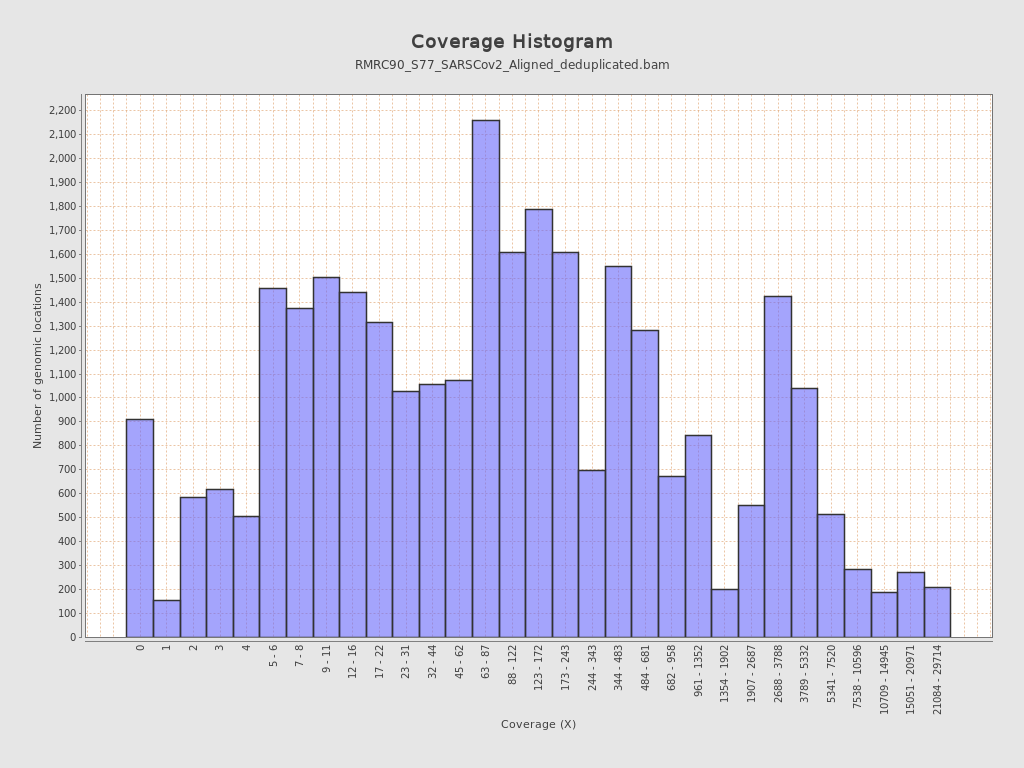 Coverage Histogram
RMRC90_S77_SARSCov2_Aligned_deduplicated.bam
Number of genomic locations
2,200
2,100
2,000
1,900
1,800
1,700
1,600
1,500
1,400
1,300
1,200
1,100
1,000
900
800
700
600
500
400
300
200
100
0
0
1
2
3
4
5 - 6
7 - 8
9 - 11
12 - 16
17 - 22
23 - 31
32 - 44
45 - 62
63 - 87
88 - 122
123 - 172
173 - 243
244 - 343
344 - 483
484 - 681
682 - 958
961 - 1352
1354 - 1902
1907 - 2687
2688 - 3788
3789 - 5332
5341 - 7520
7538 - 10596
10709 - 14945
15051 - 20971
21084 - 29714
Coverage (X)